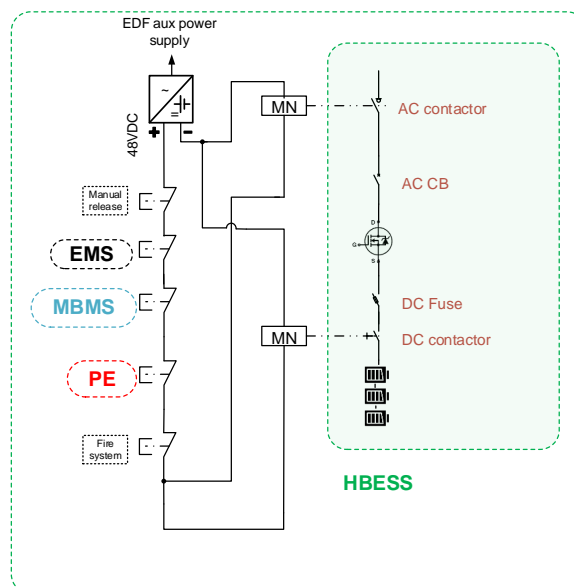 EDF aux power
supply
~
=
48VDC
+
-
MN
AC contactor
Manual
release
AC CB
EMS
D
G
S
MBMS
DC Fuse
MN
DC contactor
PE
Fire
system
HBESS